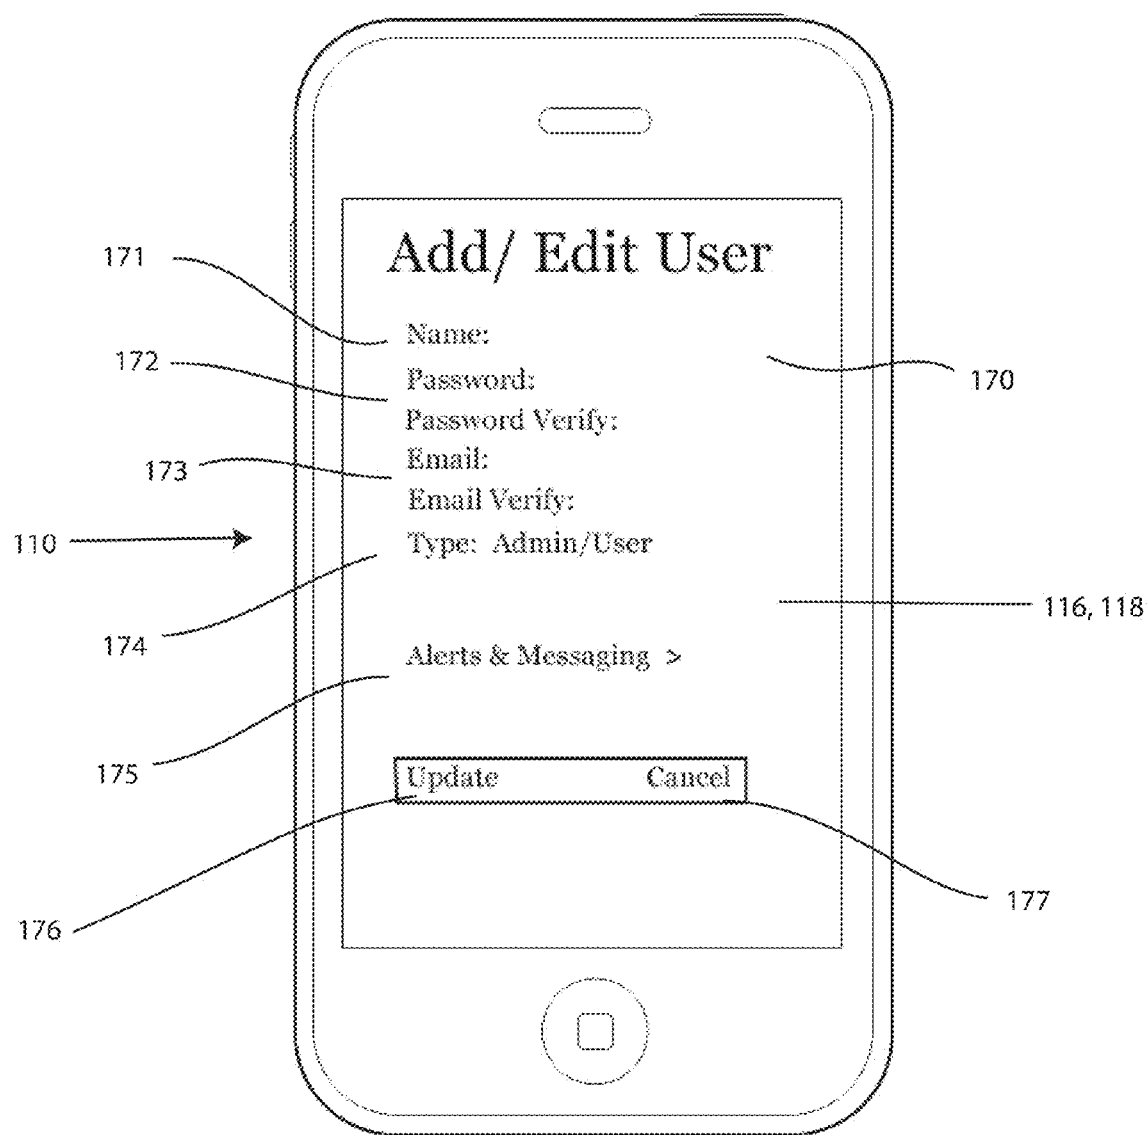 Add/ Edit User
171
Name:
172
Password:
170
Password Verify:
173
Email:
Email Verify:
110
Type: Admin/User
116, 118
174
Alerts & Messaging >
175
Update Cancel
177
176